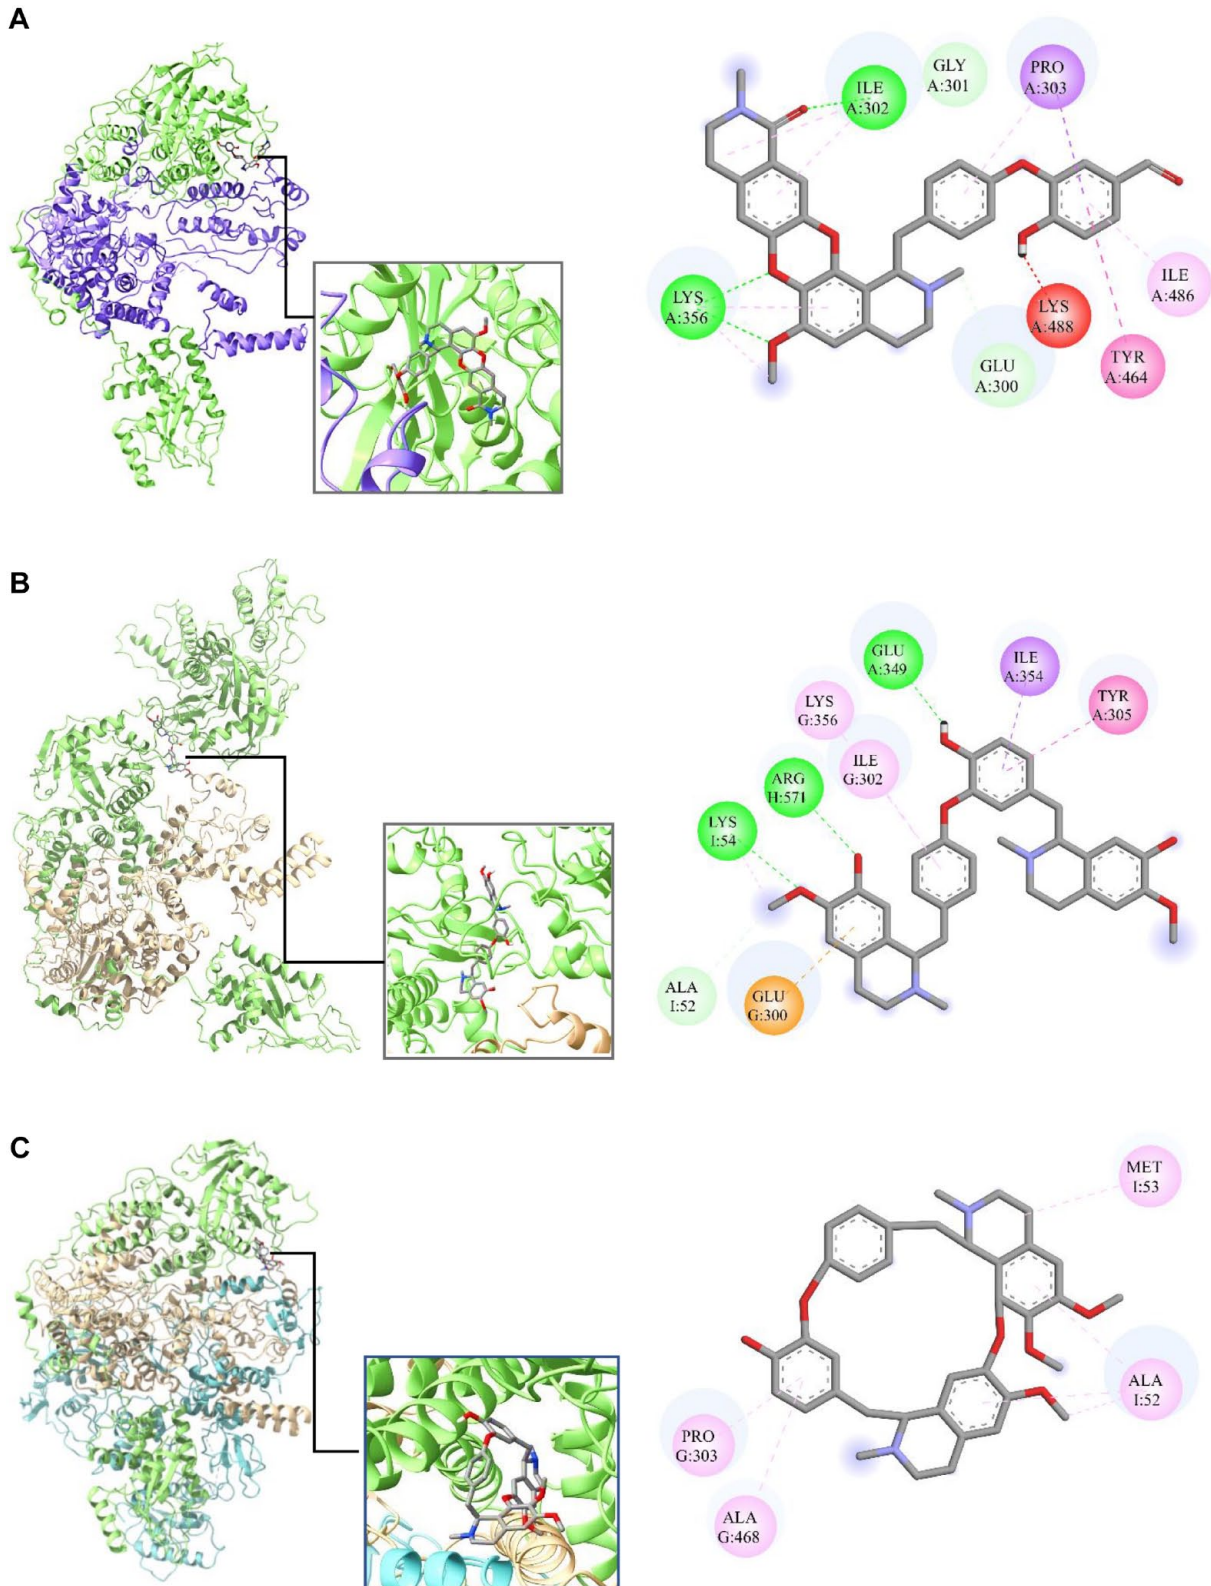 A
ILE
A:302
GLY
A:301
PRO
A:303
LYS
A:356
ILE
A:486
LYS
A:488
GLU
A:300
TYR
A:464
B
GLU
A:349
ILE
A:354
TYR
A:305
LYS
G:356
ILE
G:302
ARG
H:571
LYS
I:54
ALA
I:52
GLU
G:300
C
MET
I:53
ALA
I:52
PRO
G:303
ALA
G:468